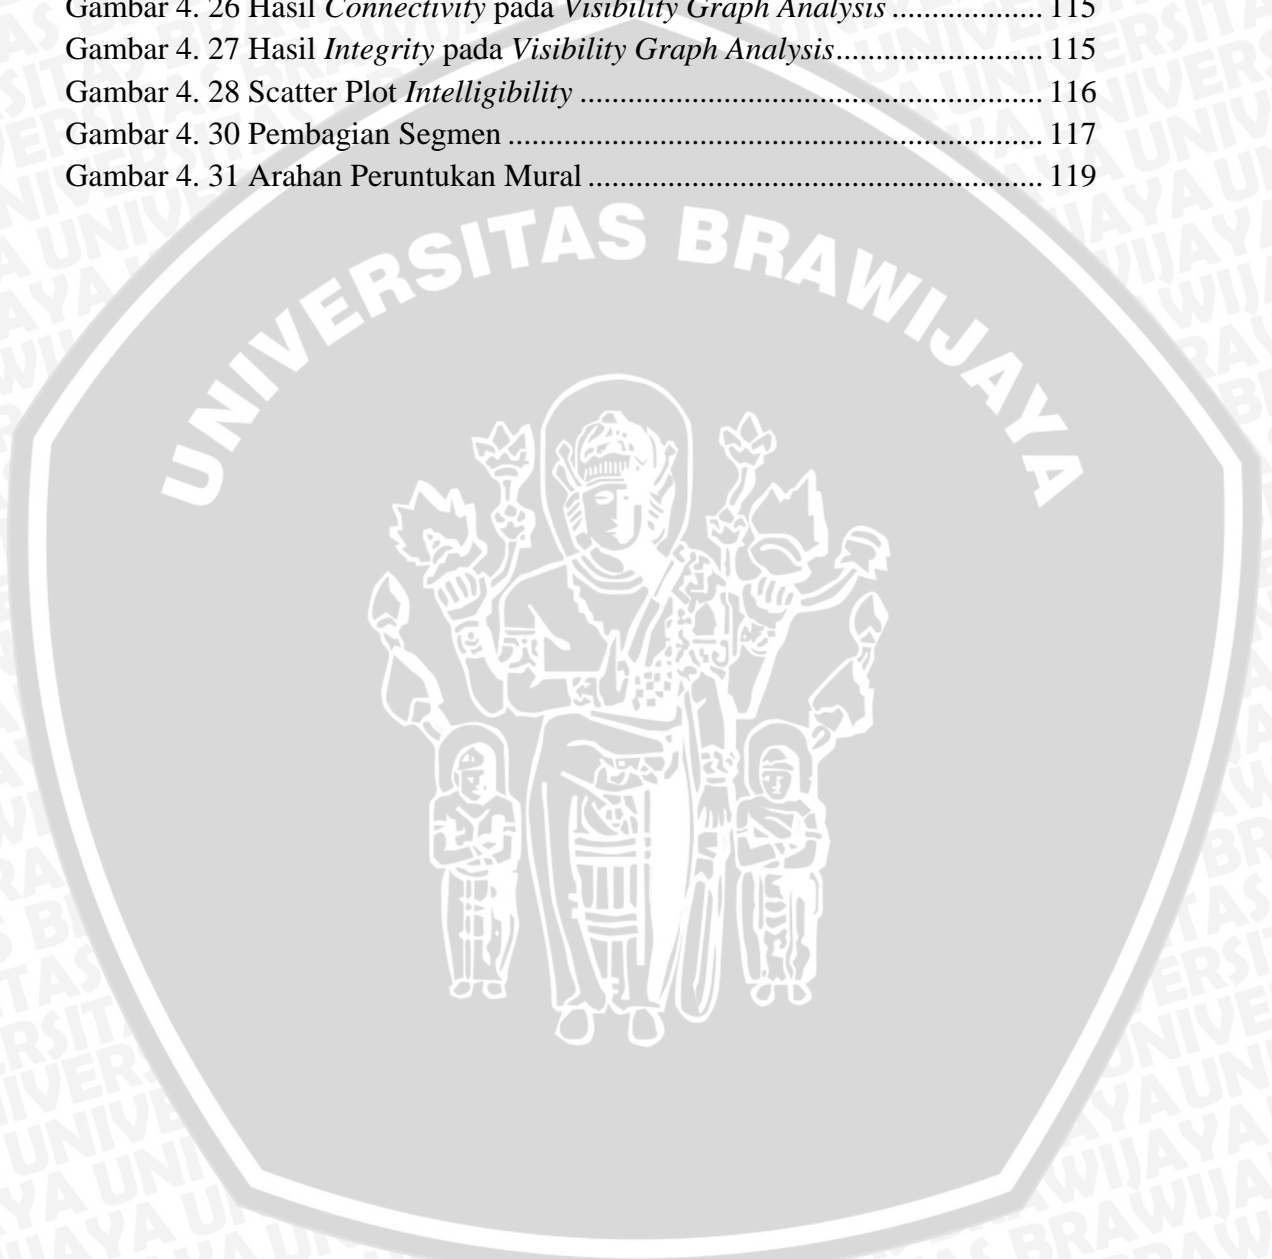 Gambar 4. 26 Hasil Connectivity pada Visibility Graph Analysis ................... 115
Gambar 4. 27 Hasil Integrity pada Visibility Graph Analysis.......................... 115
Gambar 4. 28 Scatter Plot Intelligibility .......................................................... 116
Gambar 4. 30 Pembagian Segmen ................................................................... 117
Gambar 4. 31 Arahan Peruntukan Mural ......................................................... 119
UNIVERSITAS BRAWIJAYA